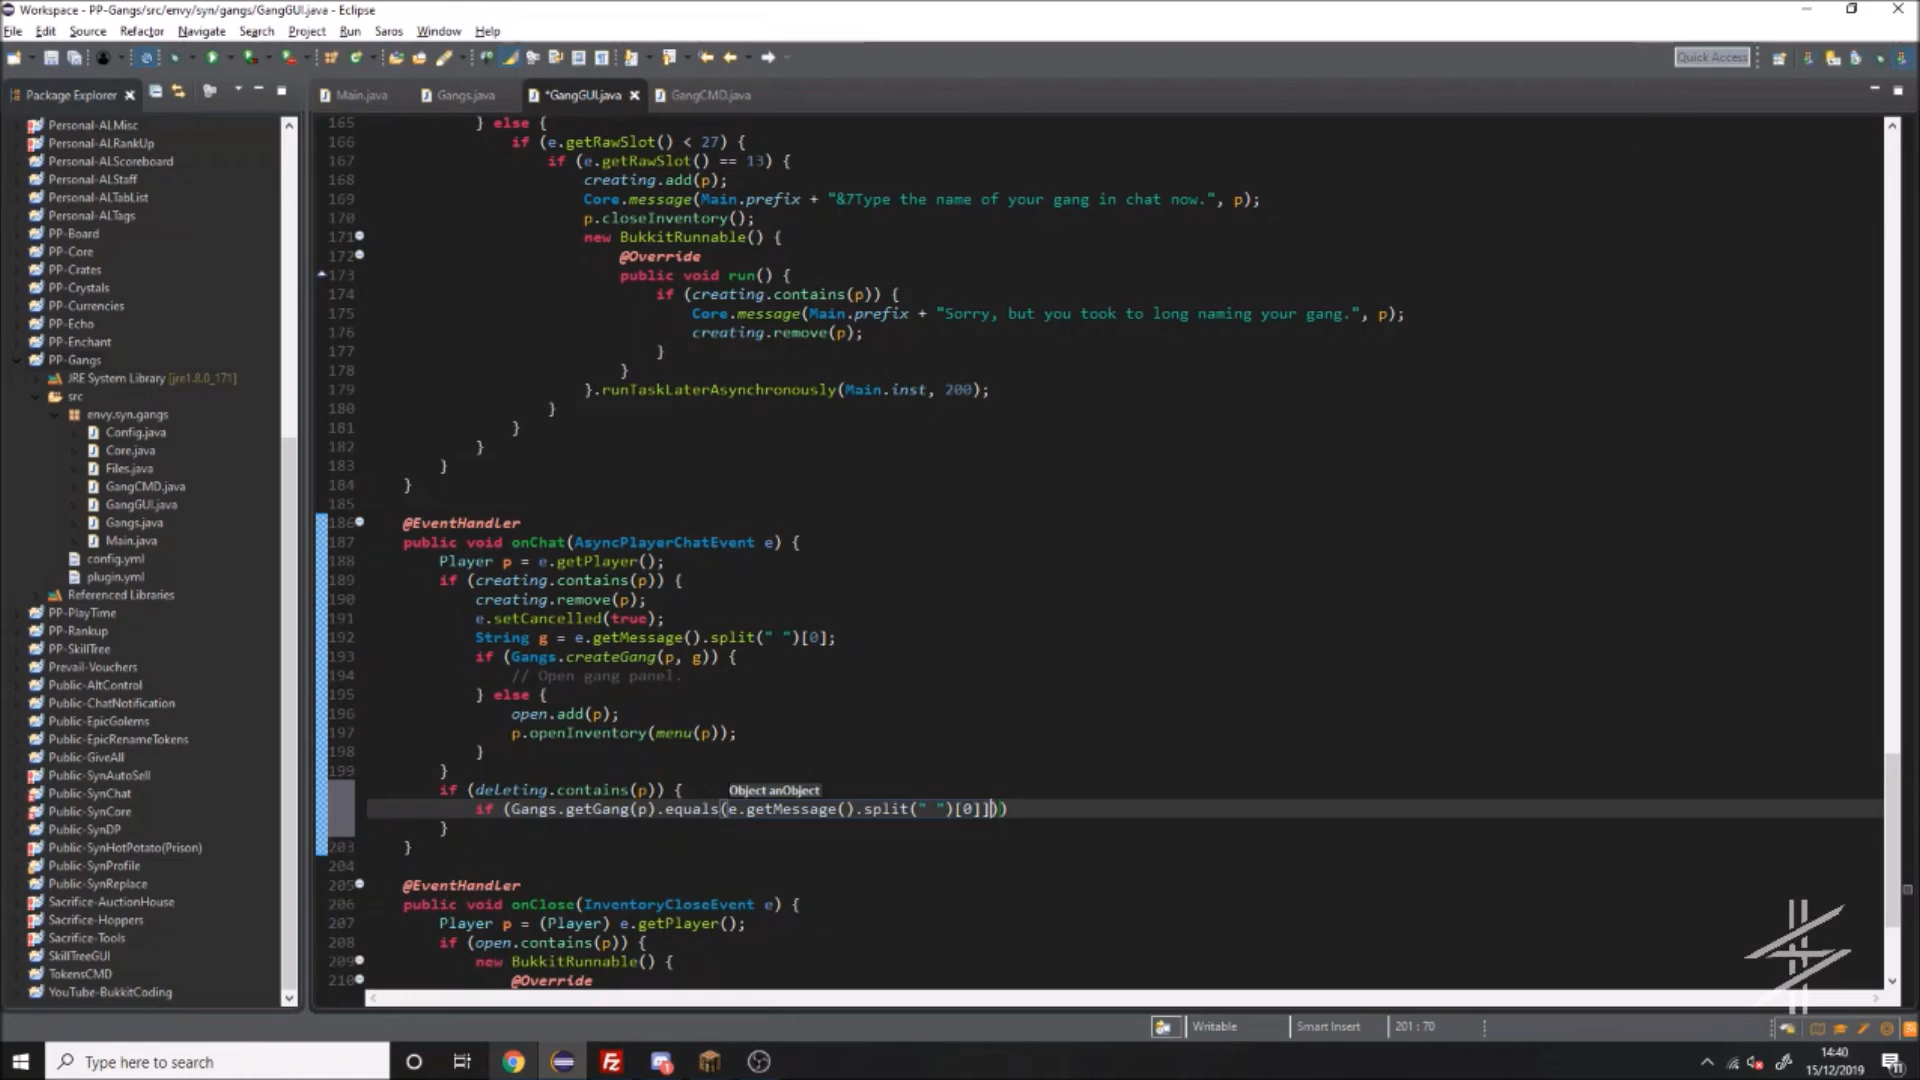 Workspace - PP-Gangs/src/envy/syn/gangs/GangGUI.java - Eclipse
File Edit Source Refactor Navigate Search Project Run Saros Window Help
Quick Access
Package Explorer
Main.java Gangs.java *GangGUI.java GangCMD.java
Personal-ALMisc
Personal-ALRankUp
Personal-ALScoreboard
Personal-ALStaff
Personal-ALTabList
Personal-ALTags
PP-Board
PP-Core
PP-Crates
PP-Crystals
PP-Currencies
PP-Echo
PP-Enchant
PP-Gangs
JRE System Library [jre1.8.0_171]
src
envy.syn.gangs
Config.java
Core.java
Files.java
GangCMD.java
GangGUI.java
Gangs.java
Main.java
config.yml
plugin.yml
Referenced Libraries
PP-PlayTime
PP-Rankup
PP-SkillTree
Prevail-Vouchers
Public-AltControl
Public-ChatNotification
Public-EpicGolems
Public-EpicRenameTokens
Public-GiveAll
Public-SynAutoSell
Public-SynChat
Public-SynCore
Public-SynDP
Public-SynHotPotato(Prison)
Public-SynProfile
Public-SynReplace
Sacrifice-AuctionHouse
Sacrifice-Hoppers
Sacrifice-Tools
SkillTreeGUI
TokensCMD
YouTube-BukkitCoding
165 } else {
166 if (e.getRawSlot() < 27) {
167 if (e.getRawSlot() == 13) {
168 creating.add(p);
169 Core.message(Main.prefix + "&7Type the name of your gang in chat now.", p);
170 p.closeInventory();
171 new BukkitRunnable() {
172 @Override
173 public void run() {
174 if (creating.contains(p)) {
175 Core.message(Main.prefix + "Sorry, but you took to long naming your gang.", p);
176 creating.remove(p);
177 }
178 }
179 }.runTaskLaterAsynchronously(Main.inst, 200);
180 }
181 }
182 }
183 }
184 }
185
186 @EventHandler
187 public void onChat(AsyncPlayerChatEvent e) {
188 Player p = e.getPlayer();
189 if (creating.contains(p)) {
190 creating.remove(p);
191 e.setCancelled(true);
192 String g = e.getMessage().split(" ")[0];
193 if (Gangs.createGang(p, g)) {
194 // Open gang panel.
195 } else {
196 open.add(p);
197 p.openInventory(menu(p));
198 }
199 }
if (deleting.contains(p)) { Object anObject
if (Gangs.getGang(p).equals(e.getMessage().split(" ")[0]]))
}
203 }
204
205 @EventHandler
206 public void onClose(InventoryCloseEvent e) {
207 Player p = (Player) e.getPlayer();
208 if (open.contains(p)) {
209 new BukkitRunnable() {
210 @Override
Writable Smart Insert 201 : 70
Type here to search
14:40
15/12/2019